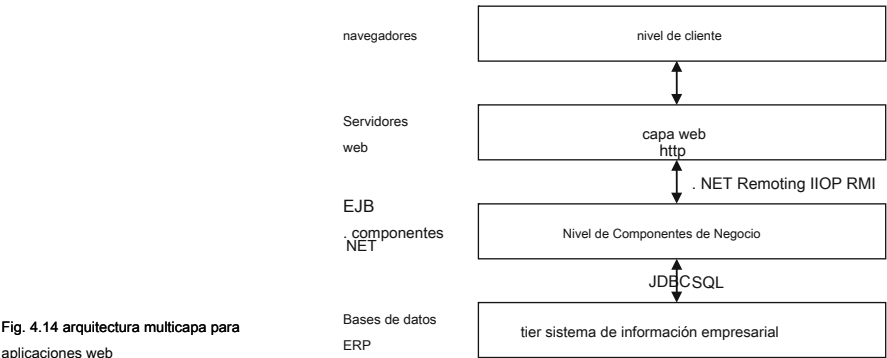 navegadores
nivel de cliente
Servidores
web
capa web
http
. NET Remoting IIOP RMI
EJB
. componentes
NET
Nivel de Componentes de Negocio
JDBC SQL
Bases de datos
ERP
tier sistema de información empresarial
Fig. 4.14 arquitectura multicapa para
aplicaciones web